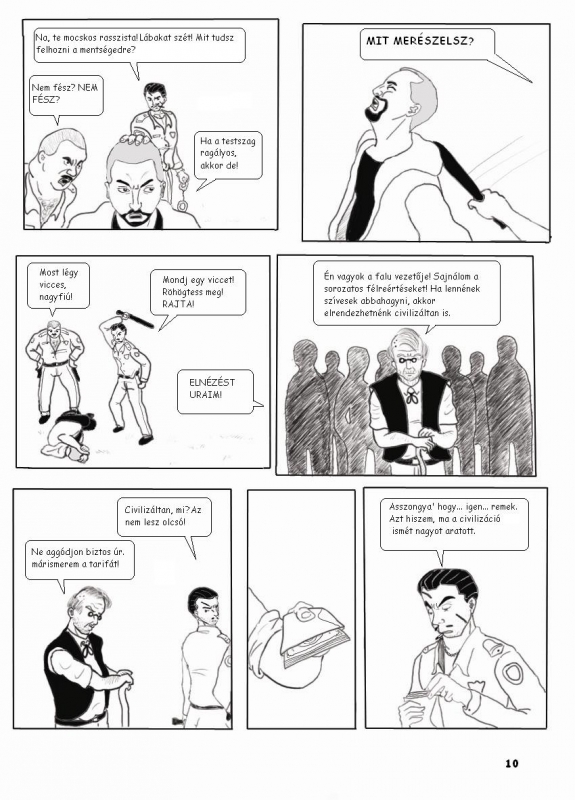 Na, te mocskos rasszista! Lábakat szét! Mit tudsz
felhozni a mentségedre?
Nem fész? NEM
FÉSZ?
Ha a testszag
ragályos,
akkor de!
MIT MERÉSZELSZ?
Most légy
vicces,
nagyfiú!
Mondj egy viccet!
Röhögtess meg!
RAJTA!
ELNÉZÉST
URAIM!
Én vagyok a falu vezetője! Sajnálom a
sorozatos félreértéseket! Ha lennének
szívesek abbahagyni, akkor
elrendezhetnénk civilizáltan is.
Civilizáltan, mi? Az
nem lesz olcsó!
Ne aggódjon biztos úr.
márismerem a tarifát!
Asszongya' hogy... igen... remek.
Azt hiszem, ma a civilizáció
ismét nagyot aratott.
10